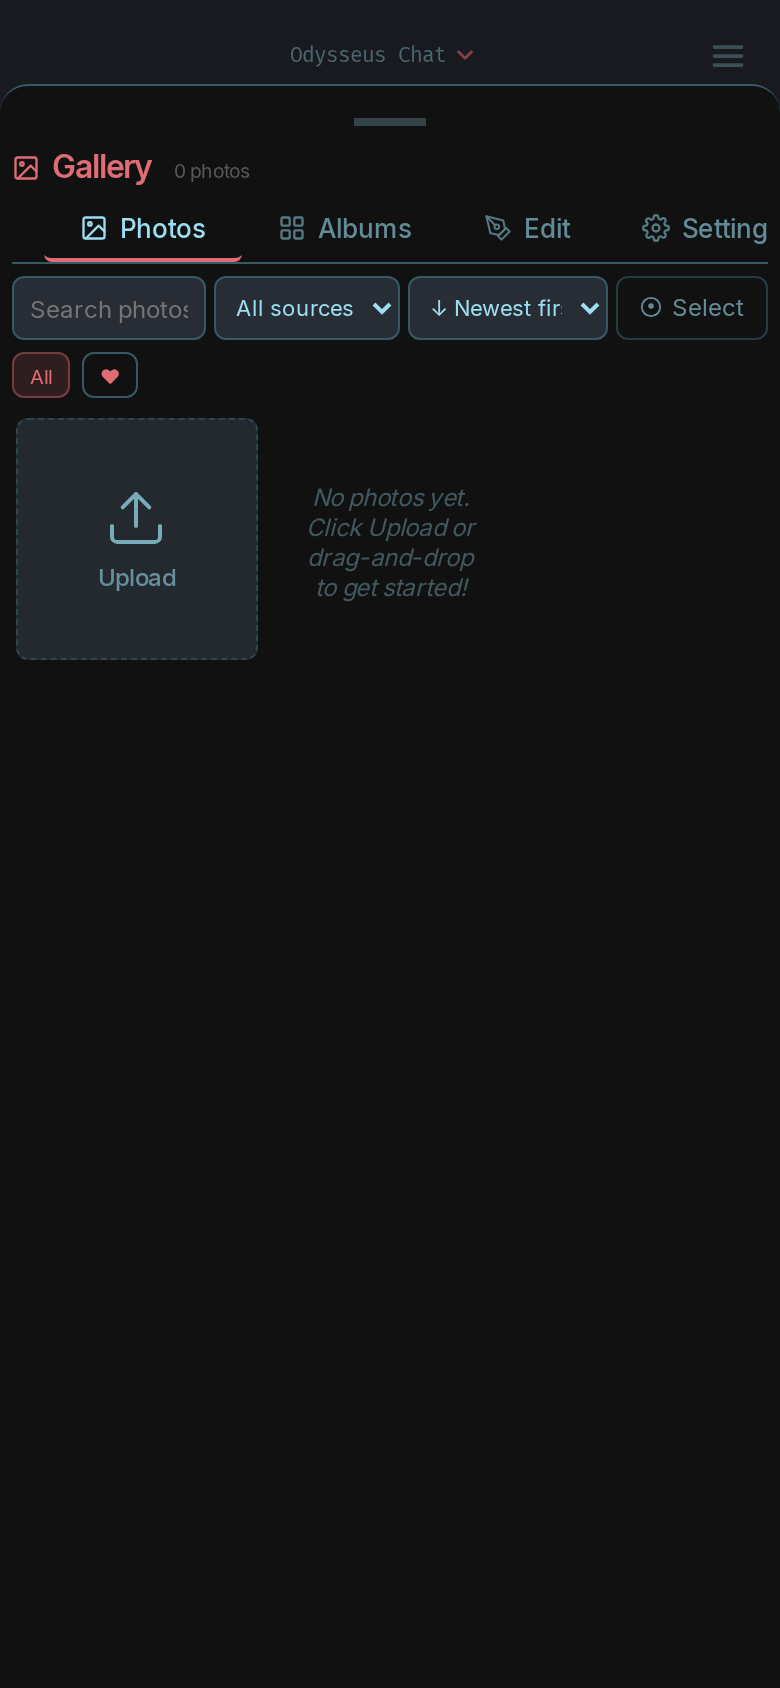 Odysseus Chat
Gallery 0 photos
Photos Albums Edit Setting
Search photos All sources ↓ Newest fir Select
All
Upload
No photos yet.
Click Upload or
drag-and-drop
to get started!